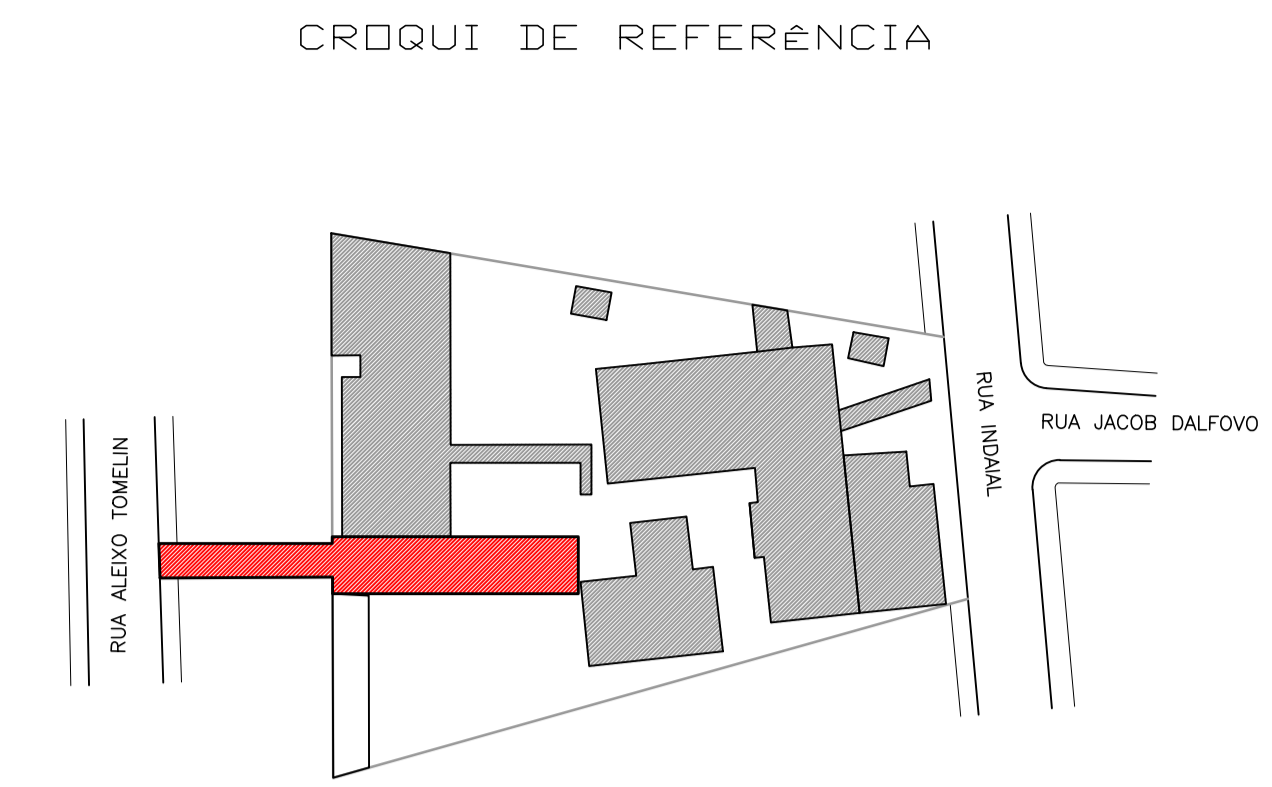 CROQUI DE REFERÊNCIA
RUA ALEIXO TOMELIN
RUA INDAIAL
RUA JACOB DALFOVO